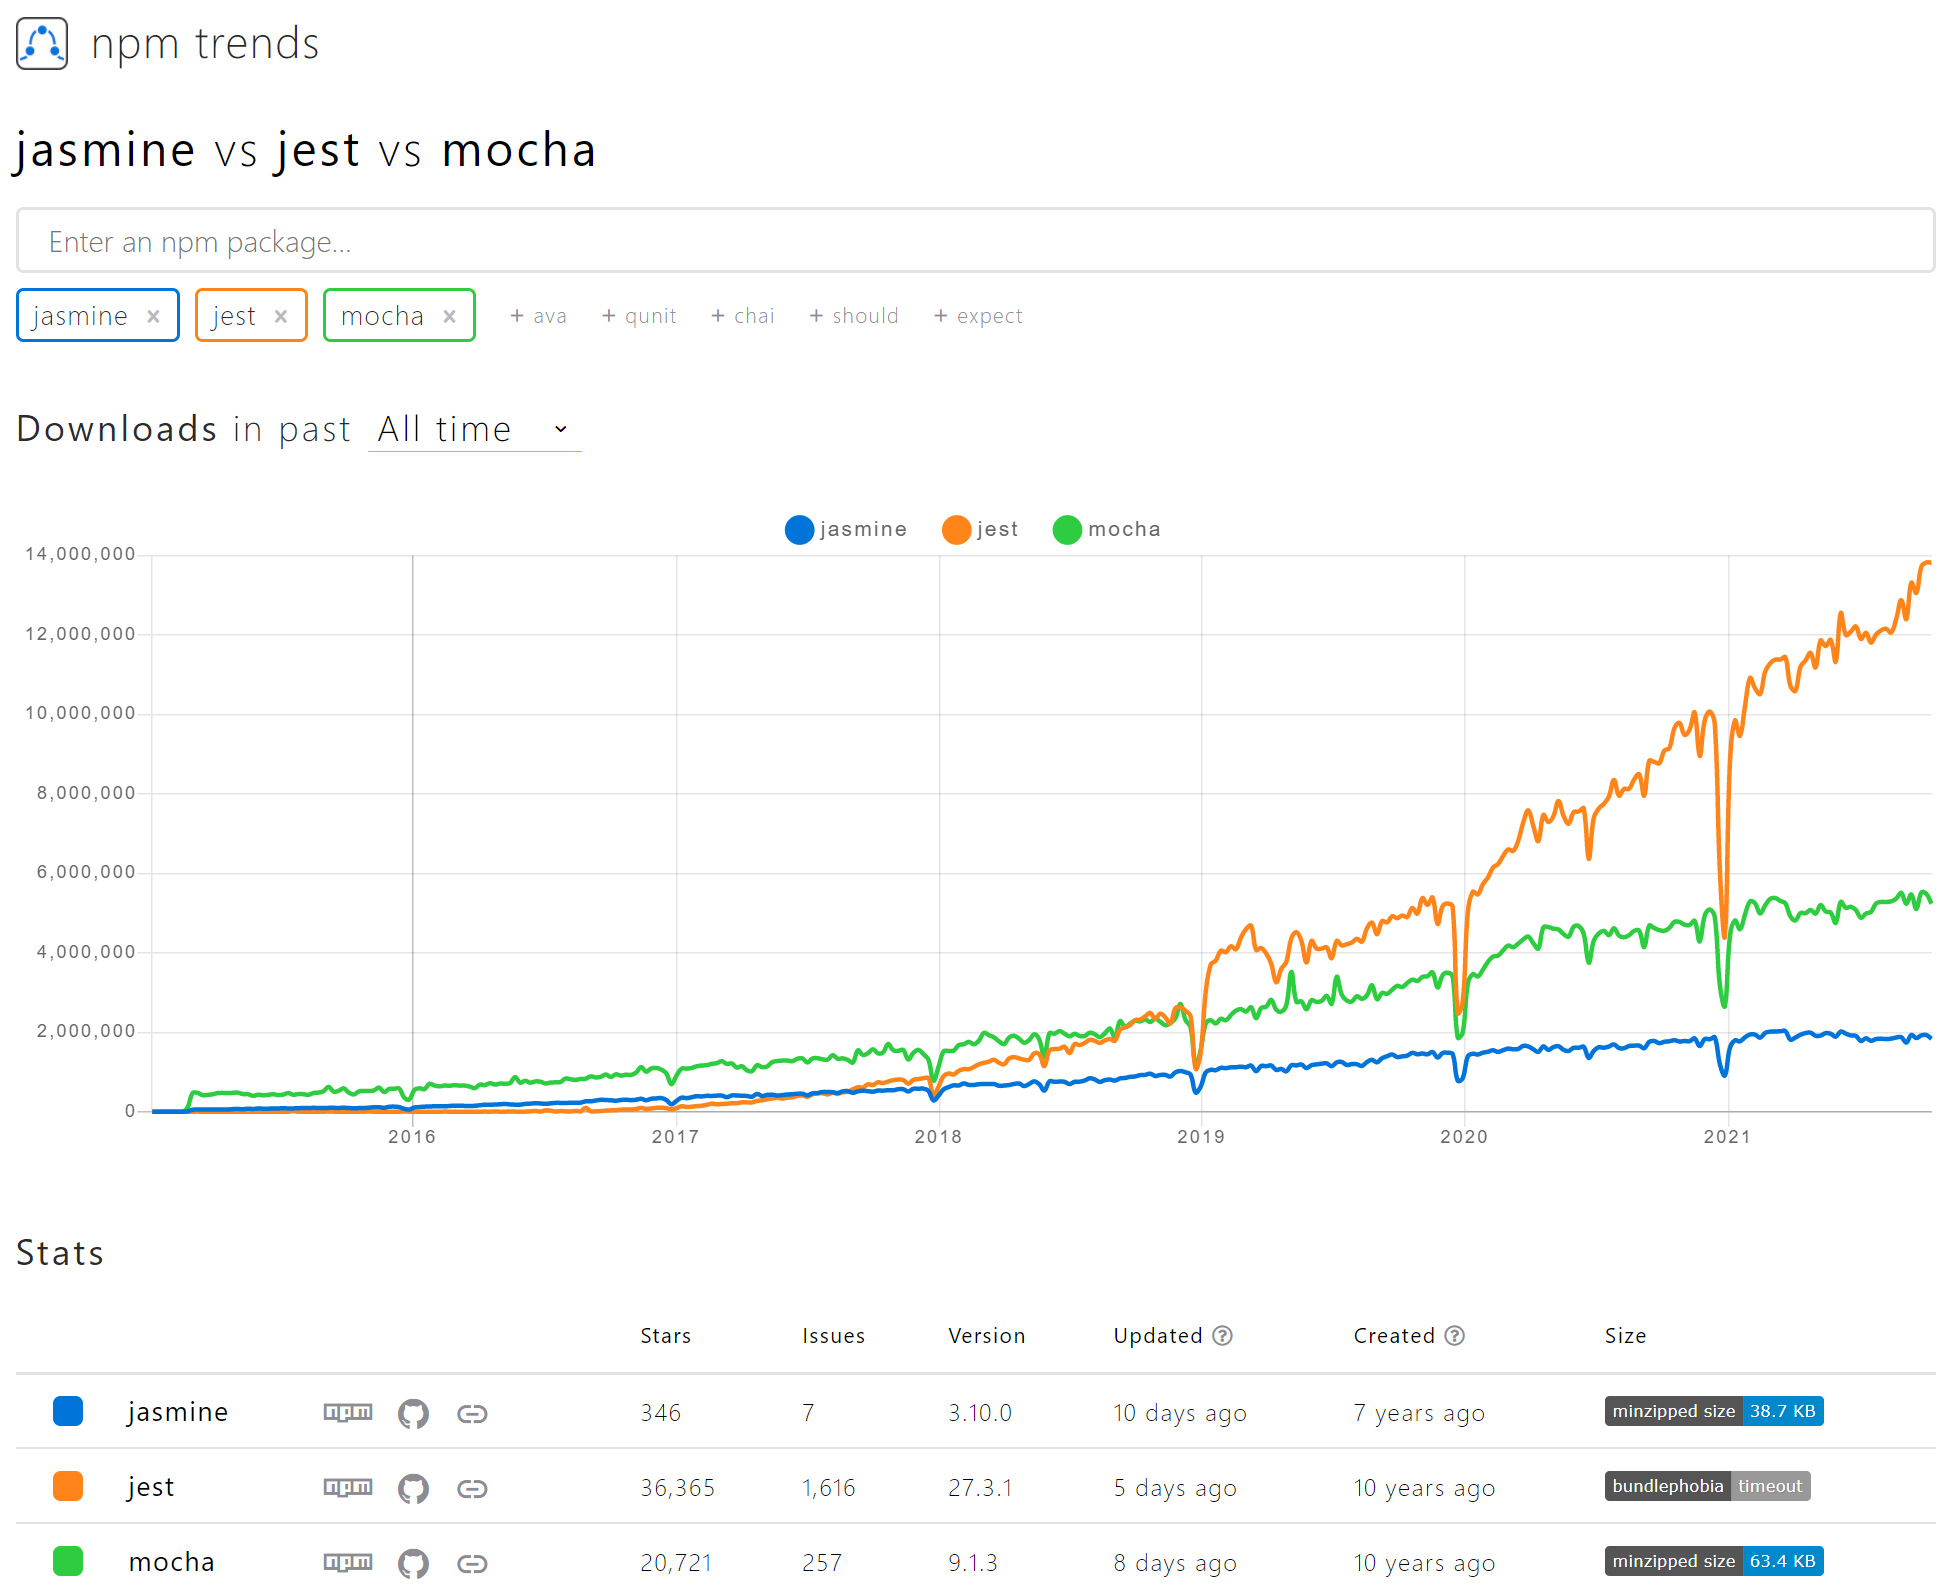 npm trends
jasmine vs jest vs mocha
Enter an npm package...
jasmine × jest × mocha × + ava + qunit + chai + should + expect
Downloads in past All time
jasmine jest mocha
14,000,000
12,000,000
10,000,000
8,000,000
6,000,000
4,000,000
2,000,000
0
2016 2017 2018 2019 2020 2021
Stats
Stars Issues Version Updated ? Created ? Size
jasmine npm 346 7 3.10.0 10 days ago 7 years ago minzipped size 38.7 KB
jest npm 36,365 1,616 27.3.1 5 days ago 10 years ago bundlephobia timeout
mocha npm 20,721 257 9.1.3 8 days ago 10 years ago minzipped size 63.4 KB